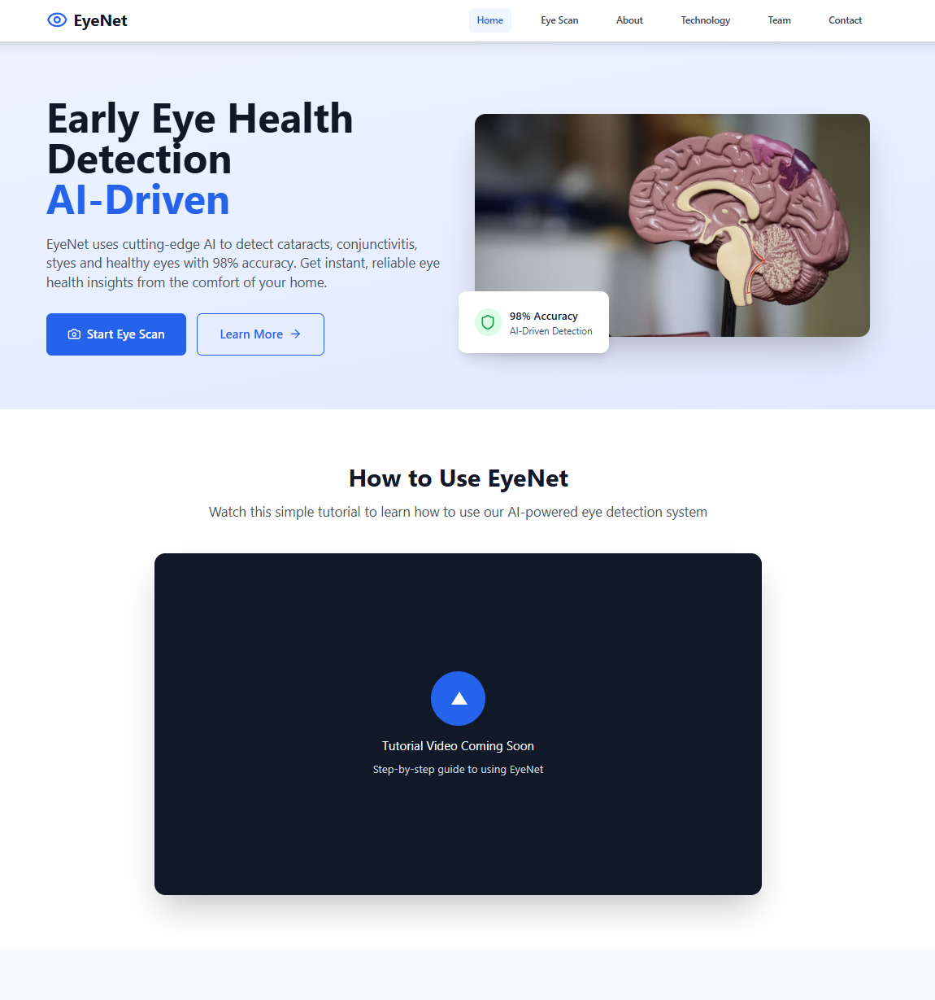 EyeNet
Home
Eye Scan
About
Technology
Team
Contact
Early Eye Health
Detection
AI-Driven
EyeNet uses cutting-edge AI to detect cataracts, conjunctivitis,
styes and healthy eyes with 98% accuracy. Get instant, reliable eye
health insights from the comfort of your home.
Start Eye Scan
Learn More
98% Accuracy
AI-Driven Detection
How to Use EyeNet
Watch this simple tutorial to learn how to use our AI-powered eye detection system
Tutorial Video Coming Soon
Step-by-step guide to using EyeNet